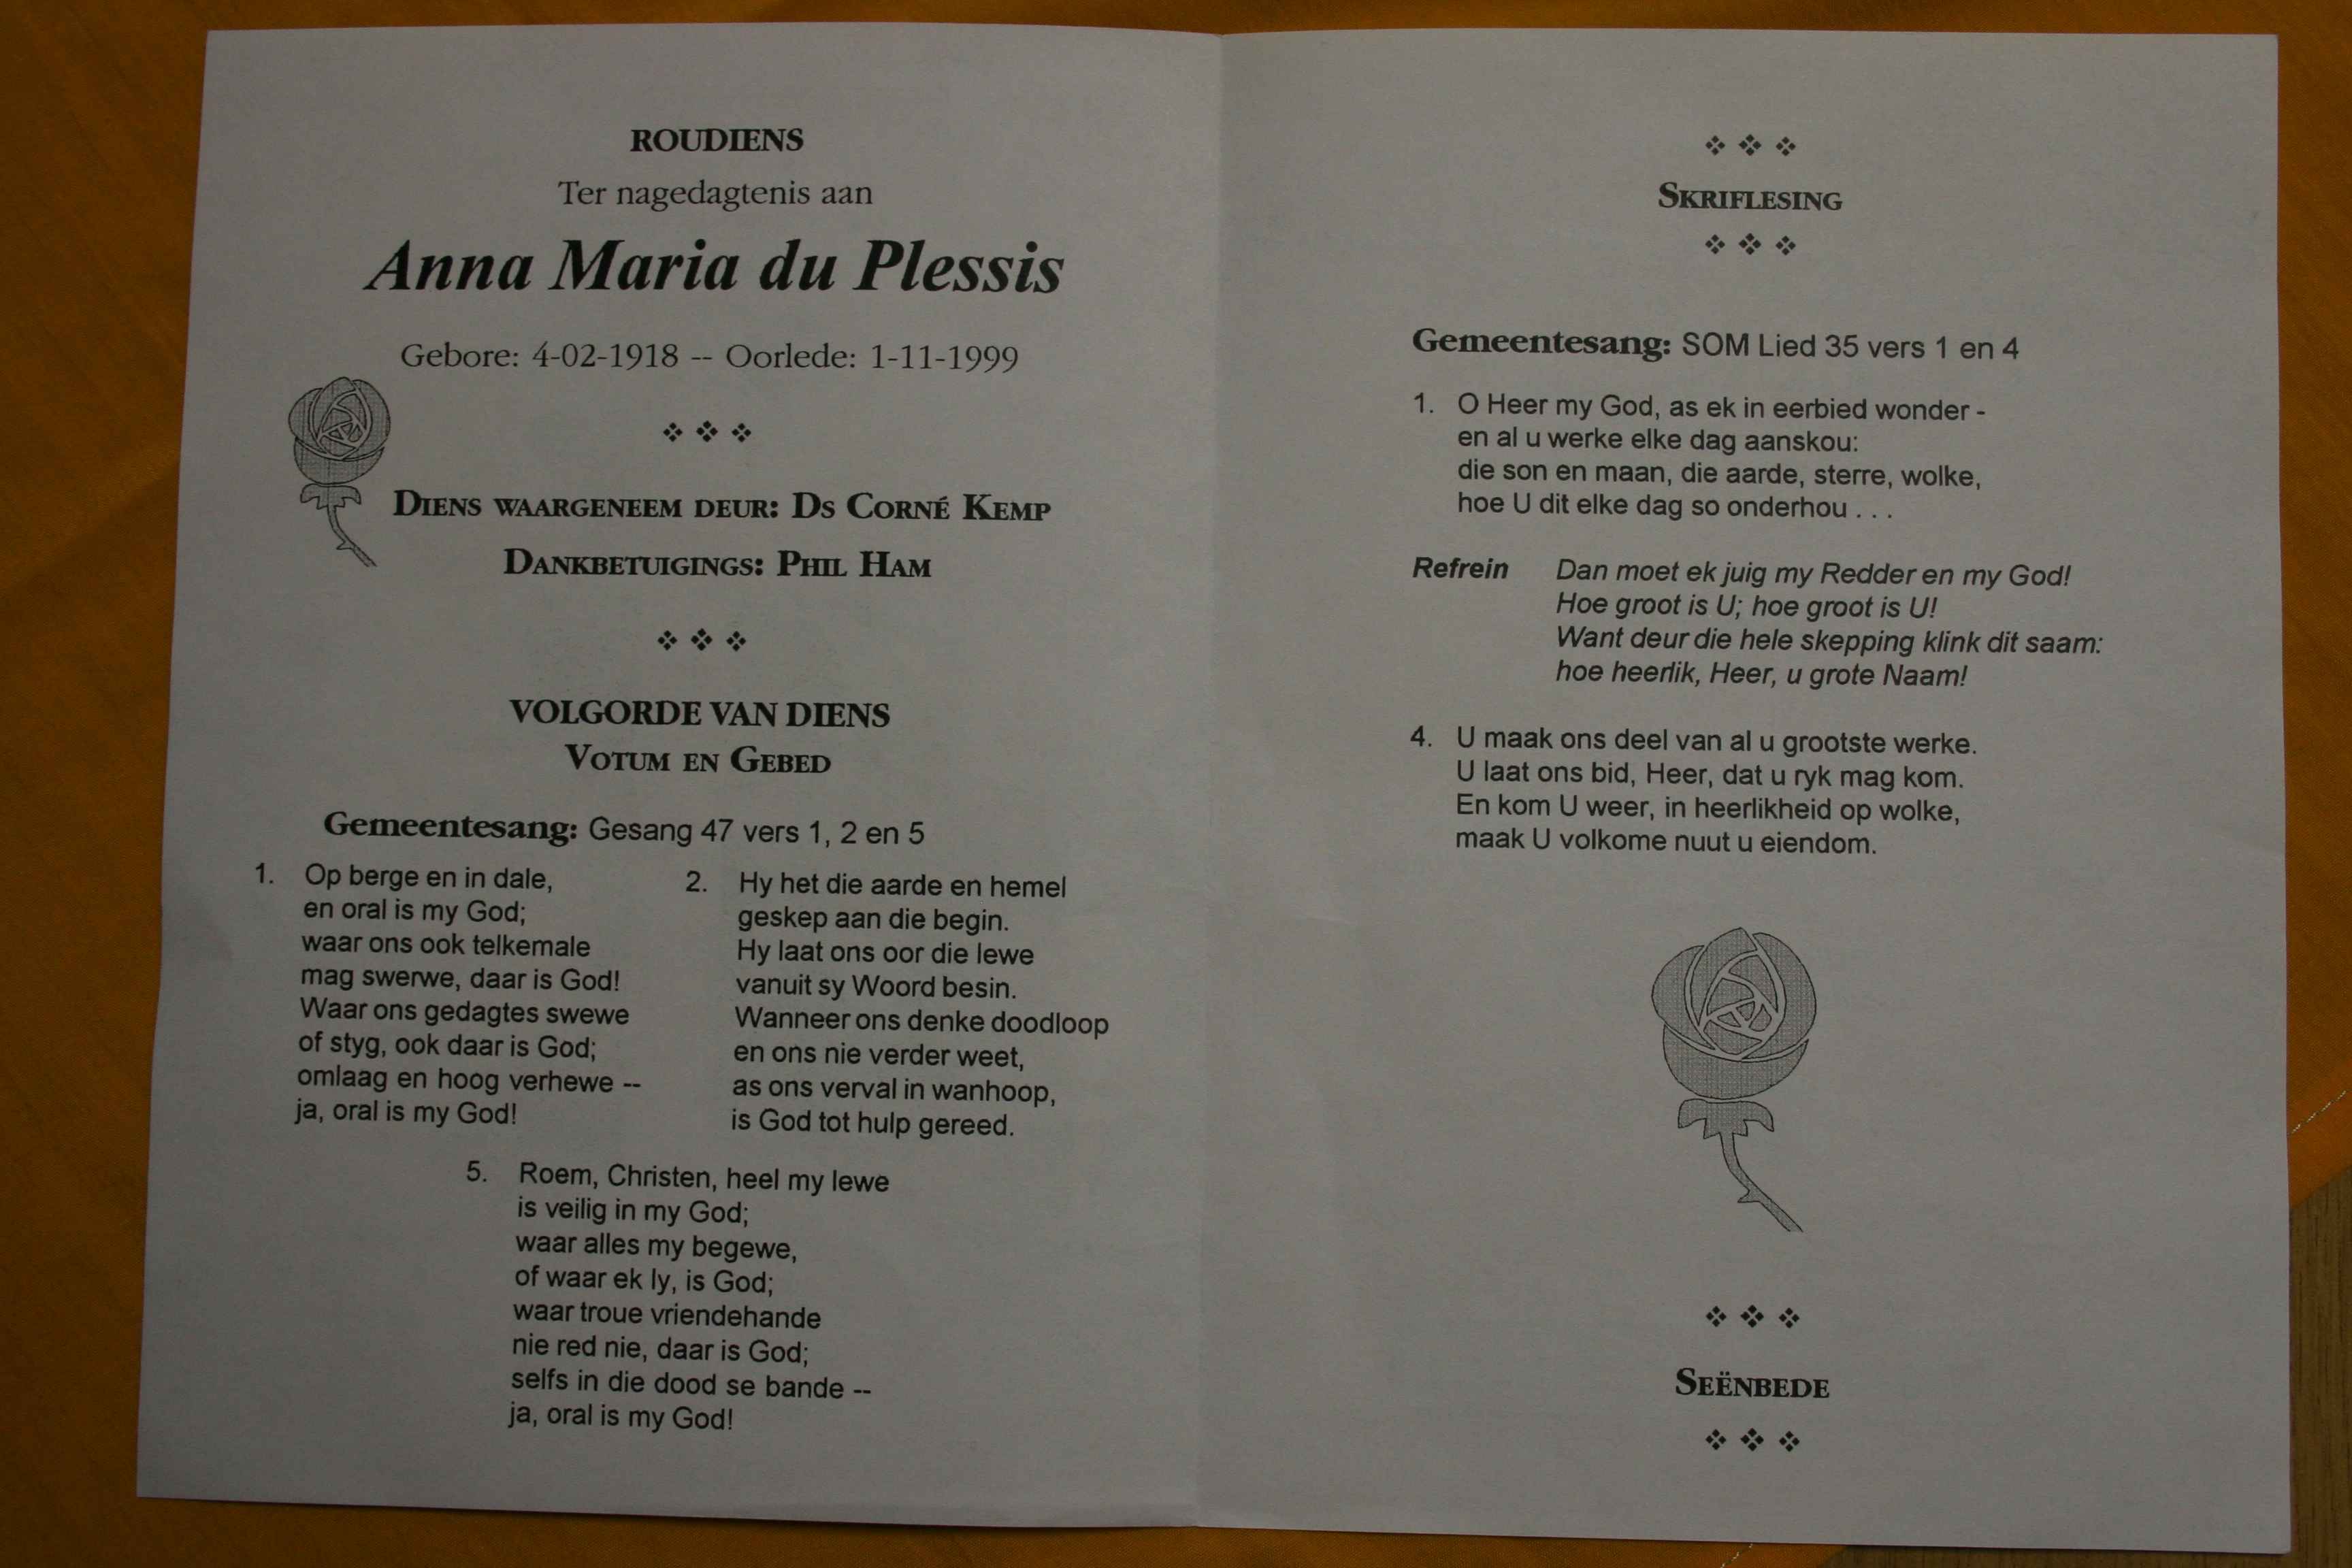 ROUDIENS
Ter nagedagtenis aan
Anna Maria du Plessis
Gebore: 4-02-1918 -- Oorlede: 1-11-1999
DIENS WAARGENEEM DEUR: DS CORNÉ KEMP
DANKBETUIGINGS: PHIL HAM
VOLGORDE VAN DIENS
VOTUM EN GEBED
Gemeentesang: Gesang 47 vers 1, 2 en 5
1. Op berge en in dale,
en oral is my God;
waar ons ook telkemale
mag swerwe, daar is God!
Waar ons gedagtes swewe
of styg, ook daar is God;
omlaag en hoog verhewe --
ja, oral is my God!
2. Hy het die aarde en hemel
geskep aan die begin.
Hy laat ons oor die lewe
vanuit sy Woord besin.
Wanneer ons denke doodloop
en ons nie verder weet,
as ons verval in wanhoop,
is God tot hulp gereed.
5. Roem, Christen, heel my lewe
is veilig in my God;
waar alles my begewe,
of waar ek ly, is God;
waar troue vriendehande
nie red nie, daar is God;
selfs in die dood se bande --
ja, oral is my God!
SKRIFLESING
Gemeentesang: SOM Lied 35 vers 1 en 4
1. O Heer my God, as ek in eerbied wonder -
en al u werke elke dag aanskou:
die son en maan, die aarde, sterre, wolke,
hoe U dit elke dag so onderhou . . .
Refrein Dan moet ek juig my Redder en my God!
Hoe groot is U; hoe groot is U!
Want deur die hele skepping klink dit saam:
hoe heerlik, Heer, u grote Naam!
4. U maak ons deel van al u grootste werke.
U laat ons bid, Heer, dat u ryk mag kom.
En kom U weer, in heerlikheid op wolke,
maak U volkome nuut u eiendom.
SEËNBEDE